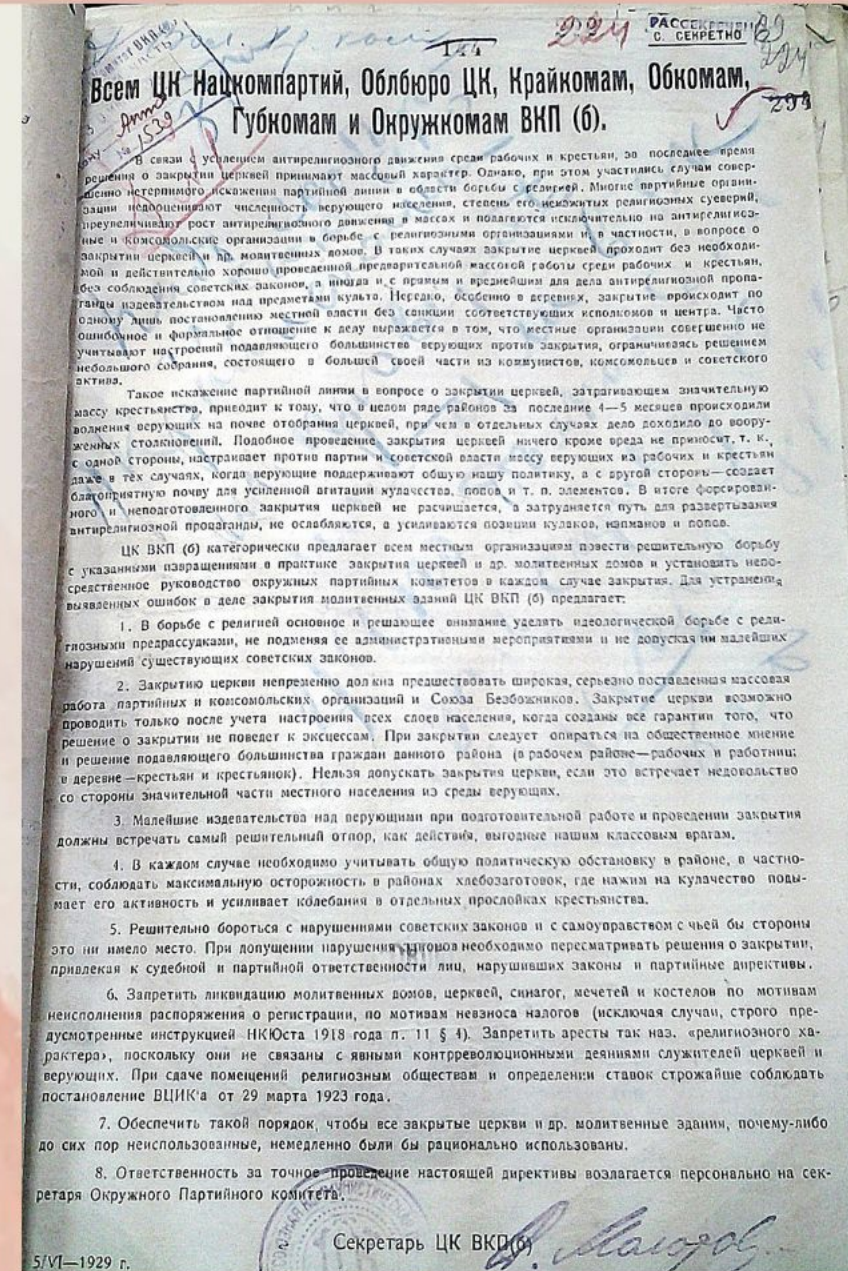 144
224
РАССЕКРЕЧЕНО
С. СЕКРЕТНО
224
Всем ЦК Нацкомпартий, Облбюро ЦК, Крайкомам, Обкомам,
Губкомам и Окружкомам ВКП (б).
№ 1539
В связи с усилением антирелигиозного движения среди рабочих и крестьян, за последнее время
решения о закрытии церквей принимают массовый характер. Однако, при этом участились случаи совер-
шенно нетерпимого искажения партийной линии в области борьбы с религией. Многие партийные органи-
зации недооценивают численность верующего населения, степень его неизжитых религиозных суеверий,
преувеличивают рост антирелигиозного движения в массах и полагаются исключительно на антирелигиоз-
ные и комсомольские организации в борьбе с религиозными организациями и, в частности, в вопросе о
закрытии церквей и др. молитвенных домов. В таких случаях закрытие церквей проходит без необходи-
мой и действительно хорошо проведенной предварительной массовой работы среди рабочих и крестьян,
без соблюдения советских законов, а иногда и с прямым и вреднейшим для дела антирелигиозной пропа-
ганды издевательством над предметами культа. Нередко, особенно в деревнях, закрытие происходит по
одному лишь постановлению местной власти без санкции соответствующих исполкомов и центра. Часто
ошибочное и формальное отношение к делу выражается в том, что местные организации совершенно не
учитывают настроений подавляющего большинства верующих против закрытия, ограничиваясь решением
небольшого собрания, состоящего в большей своей части из коммунистов, комсомольцев и советского
актива.
Такое искажение партийной линии в вопросе о закрытии церквей, затрагивающем значительную
массу крестьянства, приводит к тому, что в целом ряде районов за последние 4—5 месяцев происходили
волнения верующих на почве отобрания церквей, при чем в отдельных случаях дело доходило до воору-
женных столкновений. Подобное проведение закрытия церквей ничего кроме вреда не приносит, т. к.,
с одной стороны, настраивает против партии и советской власти массу верующих из рабочих и крестьян
даже в тех случаях, когда верующие поддерживают общую нашу политику, а с другой стороны—создает
благоприятную почву для усиленной агитации кулачества, попов и т. п. элементов. В итоге форсирован-
ного и неподготовленного закрытия церквей не расчищается, а затрудняется путь для развертывания
антирелигиозной пропаганды, не ослабляются, а усиливаются позиции кулаков, нэпманов и попов.
ЦК ВКП (б) категорически предлагает всем местным организациям повести решительную борьбу
с указанными извращениями в практике закрытия церквей и др. молитвенных домов и установить непо-
средственное руководство окружных партийных комитетов в каждом случае закрытия. Для устранения
выявленных ошибок в деле закрытия молитвенных зданий ЦК ВКП (б) предлагает:
1. В борьбе с религией основное и решающее внимание уделять идеологической борьбе с рели-
гиозными предрассудками, не подменяя ее административными мероприятиями и не допуская ни малейших
нарушений существующих советских законов.
2. Закрытию церкви непременно должна предшествовать широкая, серьезно поставленная массовая
работа партийных и комсомольских организаций и Союза Безбожников. Закрытие церкви возможно
проводить только после учета настроения всех слоев населения, когда созданы все гарантии того, что
решение о закрытии не поведет к эксцессам. При закрытии следует опираться на общественное мнение
и решение подавляющего большинства граждан данного района (в рабочем районе—рабочих и работниц;
в деревне—крестьян и крестьянок). Нельзя допускать закрытия церкви, если это встречает недовольство
со стороны значительной части местного населения из среды верующих.
3. Малейшие издевательства над верующими при подготовительной работе и проведении закрытия
должны встречать самый решительный отпор, как действия, выгодные нашим классовым врагам.
4. В каждом случае необходимо учитывать общую политическую обстановку в районе, в частно-
сти, соблюдать максимальную осторожность в районах хлебозаготовок, где нажим на кулачество поды-
мает его активность и усиливает колебания в отдельных прослойках крестьянства.
5. Решительно бороться с нарушениями советских законов и с самоуправством с чьей бы стороны
это ни имело место. При допущении нарушения законов необходимо пересматривать решения о закрытии,
привлекая к судебной и партийной ответственности лиц, нарушивших законы и партийные директивы.
6. Запретить ликвидацию молитвенных домов, церквей, синагог, мечетей и костелов по мотивам
неисполнения распоряжения о регистрации, по мотивам невзноса налогов (исключая случаи, строго пре-
дусмотренные инструкцией НКЮста 1918 года п. 11 § 4). Запретить аресты так наз. «религиозного ха-
рактера», поскольку они не связаны с явными контрреволюционными деяниями служителей церквей и
верующих. При сдаче помещений религиозным обществам и определении ставок строжайше соблюдать
постановление ВЦИК'а от 29 марта 1923 года.
7. Обеспечить такой порядок, чтобы все закрытые церкви и др. молитвенные здания, почему-либо
до сих пор неиспользованные, немедленно были бы рационально использованы.
8. Ответственность за точное проведение настоящей директивы возлагается персонально на сек-
ретаря Окружного Партийного комитета.
Секретарь ЦК ВКП(б)
5/VI—1929 г.